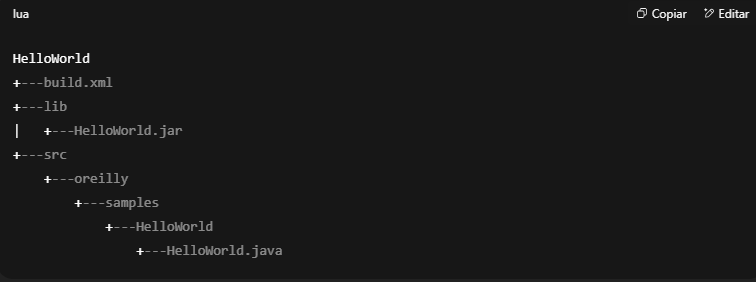 lua Copiar Editar
HelloWorld
+---build.xml
+---lib
|   +---HelloWorld.jar
+---src
    +---oreilly
        +---samples
            +---HelloWorld
                +---HelloWorld.java